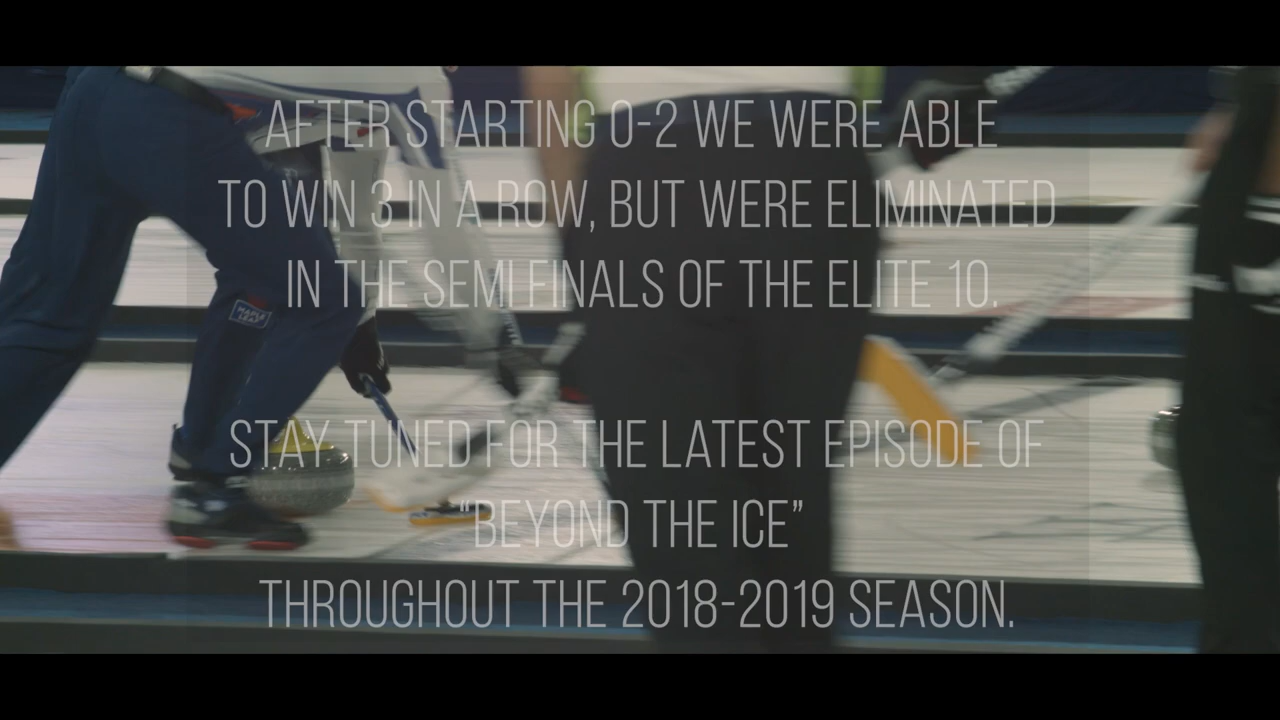 AFTER STARTING 0-2 WE WERE ABLE
TO WIN 3 IN A ROW, BUT WERE ELIMINATED
IN THE SEMI FINALS OF THE ELITE 10.
STAY TUNED FOR THE LATEST EPISODE OF
“BEYOND THE ICE”
THROUGHOUT THE 2018-2019 SEASON.
MAPLE
LEAF